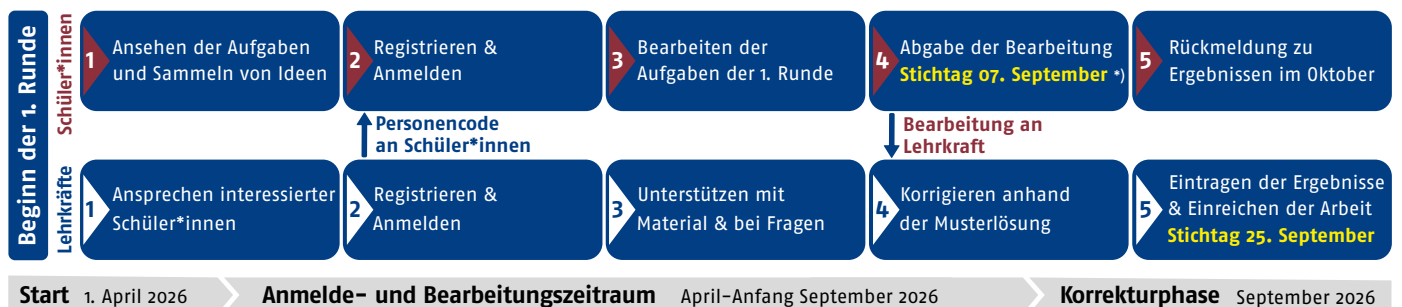 Beginn der 1. Runde
Schüler*innen
1
Ansehen der Aufgaben
und Sammeln von Ideen
2
Registrieren &
Anmelden
3
Bearbeiten der
Aufgaben der 1. Runde
4
Abgabe der Bearbeitung
Stichtag 07. September *)
5
Rückmeldung zu
Ergebnissen im Oktober
Personencode
an Schüler*innen
Bearbeitung an
Lehrkraft
Lehrkräfte
1
Ansprechen interessierter
Schüler*innen
2
Registrieren &
Anmelden
3
Unterstützen mit
Material & bei Fragen
4
Korrigieren anhand
der Musterlösung
5
Eintragen der Ergebnisse
& Einreichen der Arbeit
Stichtag 25. September
Start 1. April 2026
Anmelde- und Bearbeitungszeitraum April–Anfang September 2026
Korrekturphase September 2026